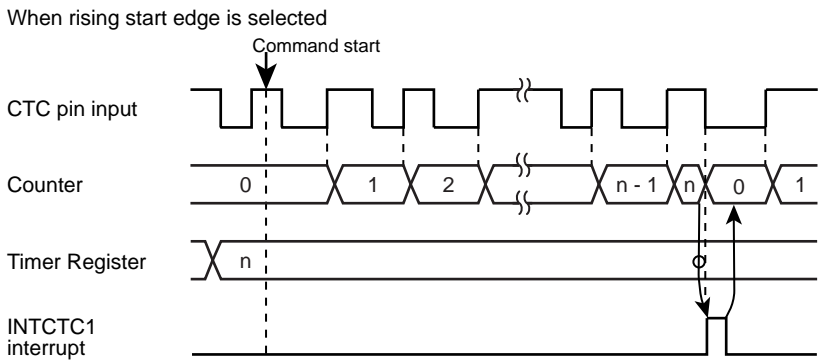 When rising start edge is selected
Command start
CTC pin input
Counter 0 1 2 n - 1 n 0 1
Timer Register n
INTCTC1
interrupt